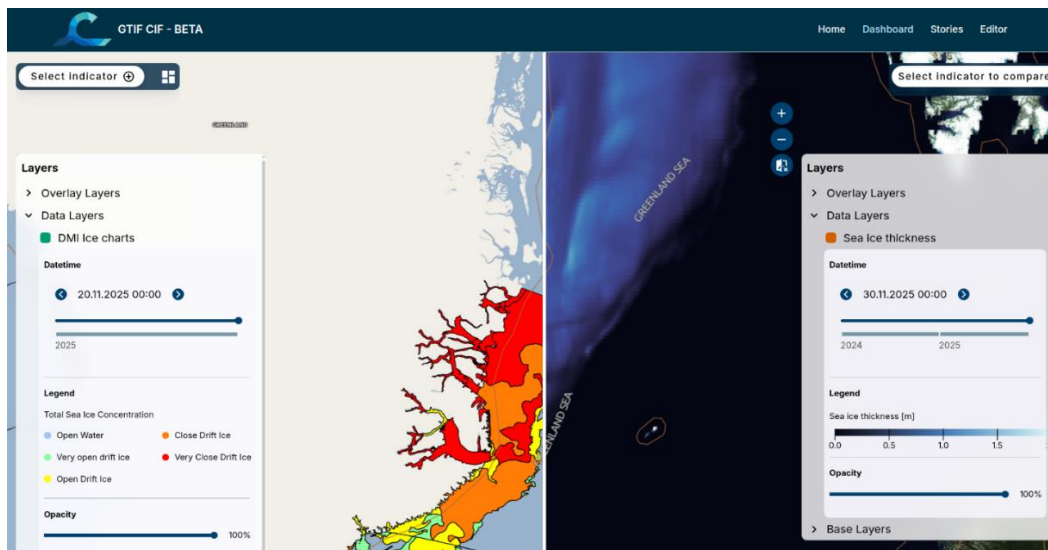 GTIF CIF - BETA
Home Dashboard Stories Editor
Select indicator
GREENLAND
Layers
Overlay Layers
Data Layers
DMI Ice charts
Datetime
20.11.2025 00:00
2025
Legend
Total Sea Ice Concentration
Open Water Close Drift Ice
Very open drift ice Very Close Drift Ice
Open Drift Ice
Opacity
100%
Select indicator to compare
GREENLAND SEA
GREENLAND SEA
Layers
Overlay Layers
Data Layers
Sea Ice thickness
Datetime
30.11.2025 00:00
2024 2025
Legend
Sea ice thickness [m]
0.0 0.5 1.0 1.5
Opacity
100%
Base Layers